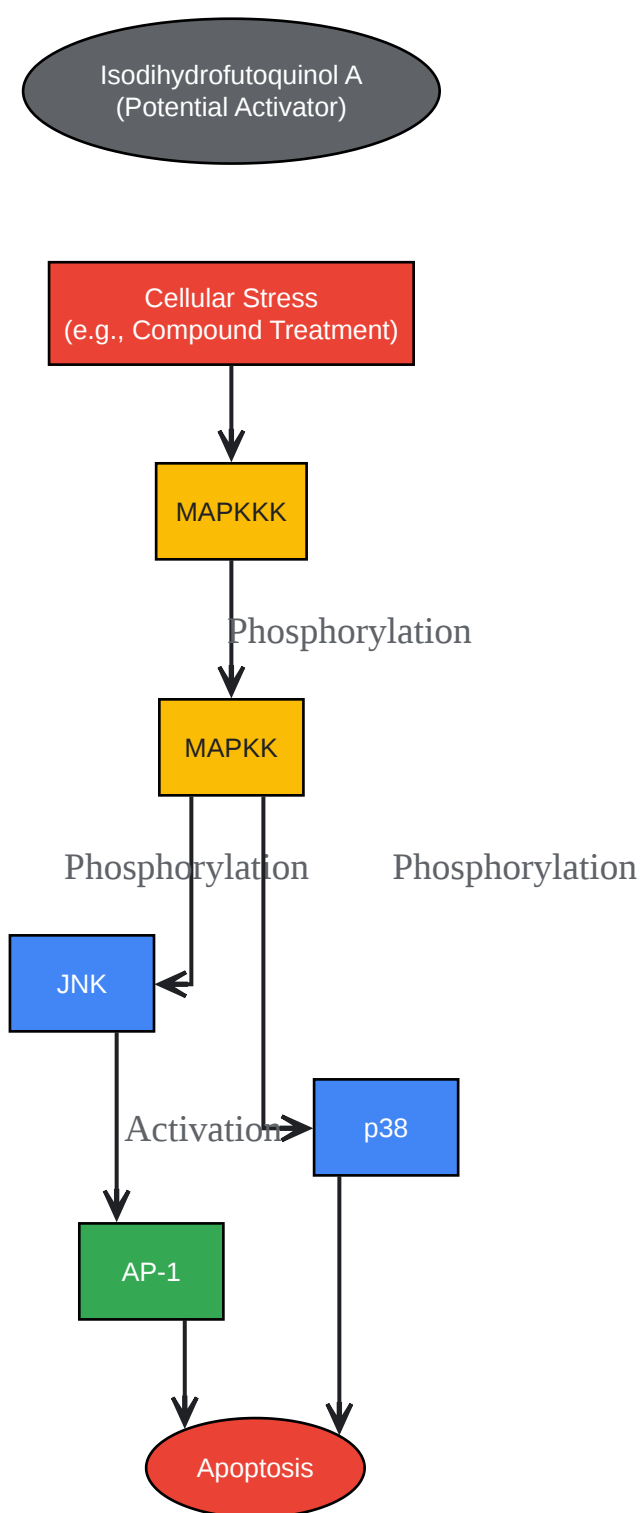 Isodihydrofutoquinol A
(Potential Activator)
Cellular Stress
(e.g., Compound Treatment)
MAPKKK
Phosphorylation
MAPKK
Phosphorylation
Phosphorylation
JNK
Activation
p38
AP-1
Apoptosis